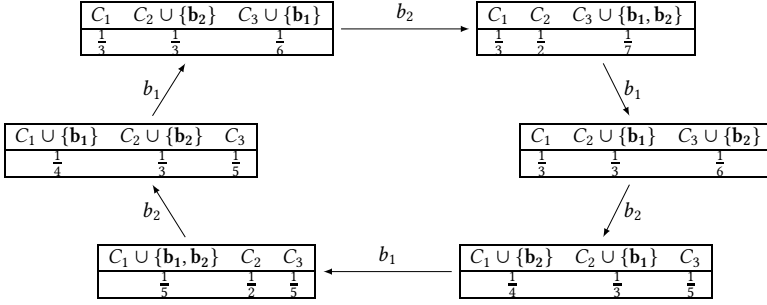 C₁ C₂ ∪ {b₂} C₃ ∪ {b₁}
1/3 1/3 1/6
b₂
C₁ C₂ C₃ ∪ {b₁, b₂}
1/3 1/2 1/7
b₁
b₁
C₁ ∪ {b₁} C₂ ∪ {b₂} C₃
1/4 1/3 1/5
C₁ C₂ ∪ {b₁} C₃ ∪ {b₂}
1/3 1/3 1/6
b₂
b₂
C₁ ∪ {b₁, b₂} C₂ C₃
1/5 1/2 1/5
b₁
C₁ ∪ {b₂} C₂ ∪ {b₁} C₃
1/4 1/3 1/5